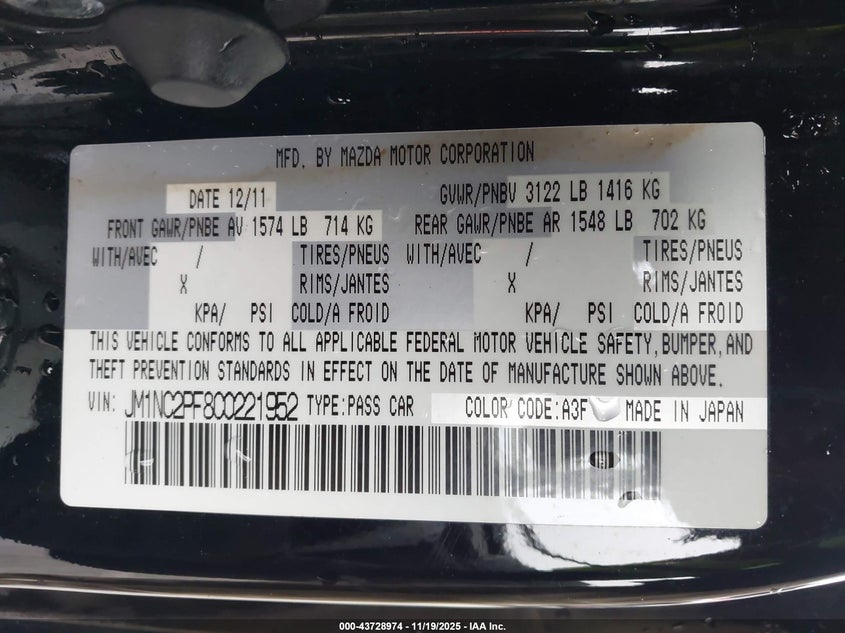 MFD. BY MAZDA MOTOR CORPORATION
DATE 12/11 GVWR/PNBV 3122 LB 1416 KG
FRONT GAWR/PNBE AV 1574 LB 714 KG REAR GAWR/PNBE AR 1548 LB 702 KG
WITH/AVEC / TIRES/PNEUS WITH/AVEC / TIRES/PNEUS
X RIMS/JANTES X RIMS/JANTES
KPA/ PSI COLD/A FROID KPA/ PSI COLD/A FROID
THIS VEHICLE CONFORMS TO ALL APPLICABLE FEDERAL MOTOR VEHICLE SAFETY, BUMPER, AND
THEFT PREVENTION STANDARDS IN EFFECT ON THE DATE OF MANUFACTURE SHOWN ABOVE.
VIN: JM1NC2PF8C0221952 TYPE:PASS CAR COLOR CODE:A3F MADE IN JAPAN
000-43728974 | 11/19/2025 - IAA Inc.